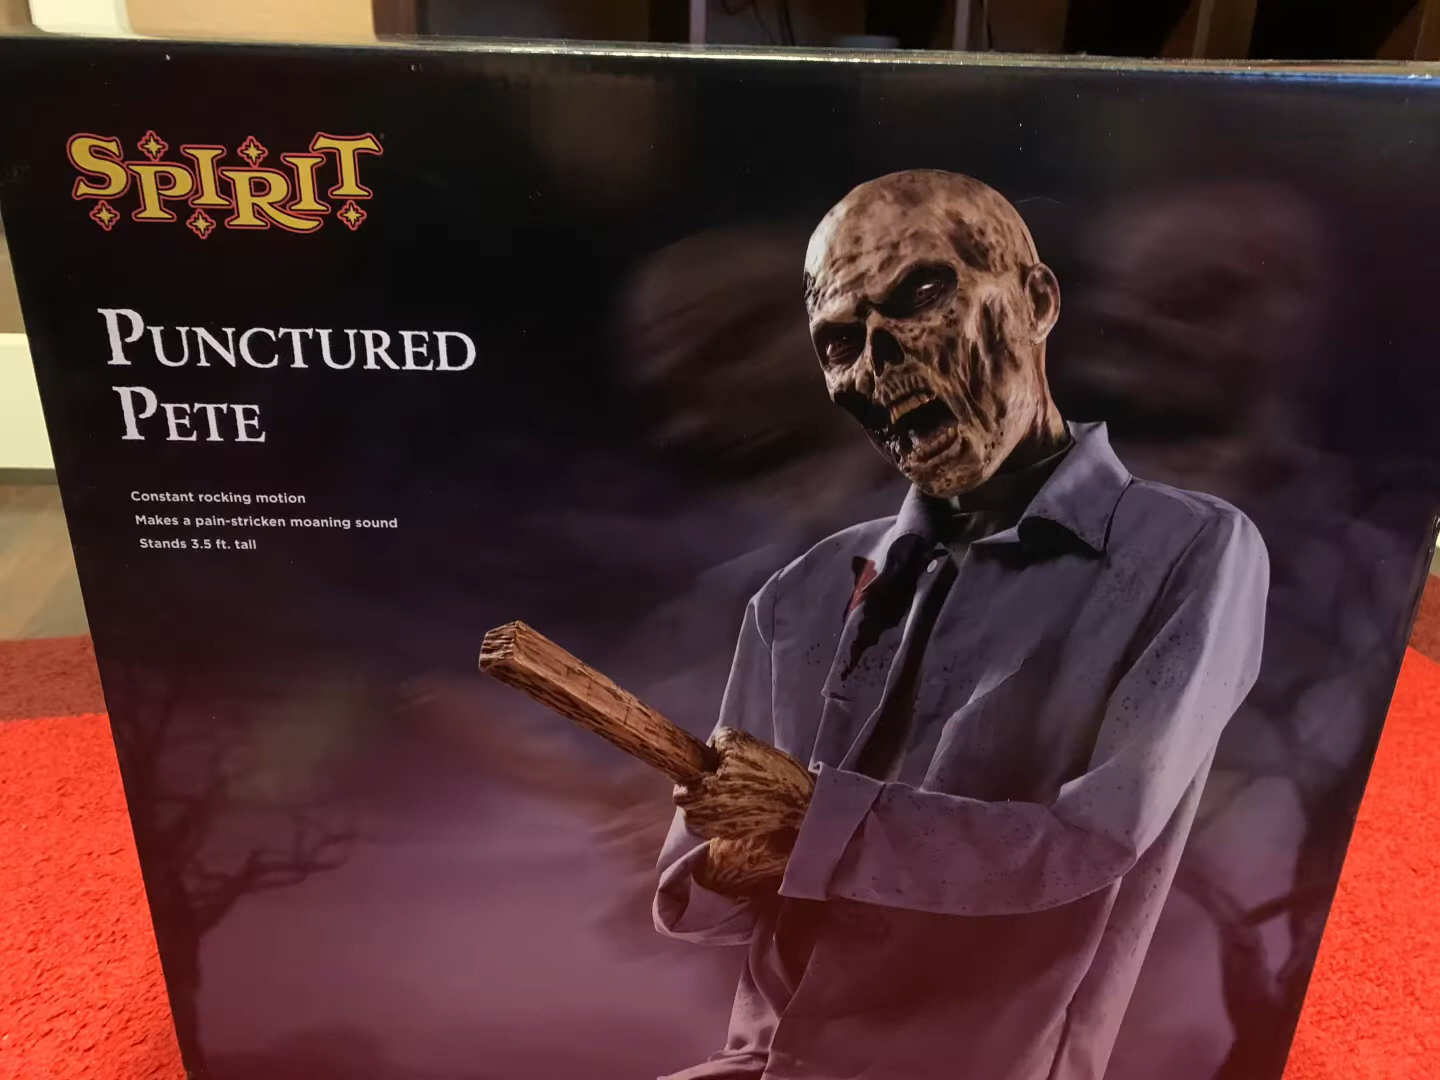 SPIRIT
PUNCTURED
PETE
Constant rocking motion
Makes a pain-stricken moaning sound
Stands 3.5 ft. tall